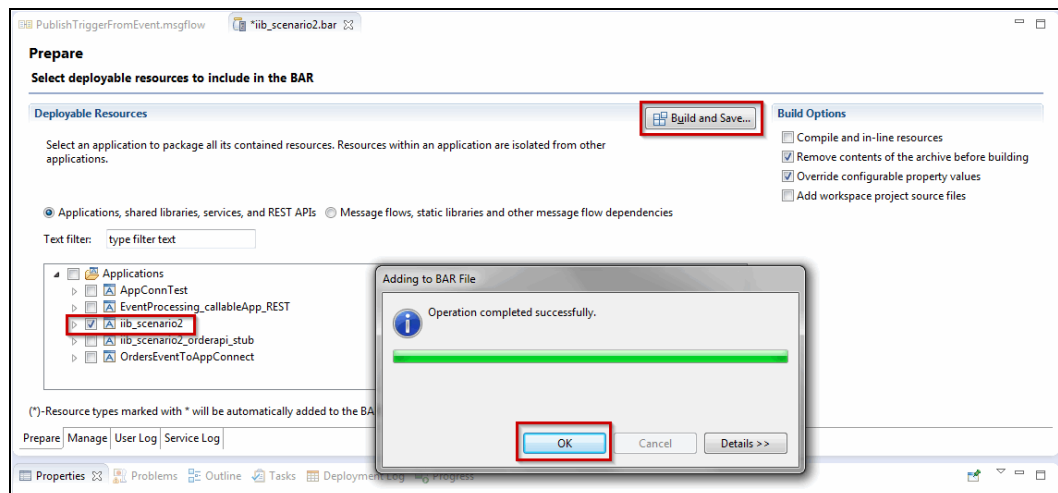 PublishTriggerFromEvent.msgflow
*iib_scenario2.bar
Prepare
Select deployable resources to include in the BAR
Deployable Resources
Build and Save...
Build Options
Select an application to package all its contained resources. Resources within an application are isolated from other
applications.
Compile and in-line resources
Remove contents of the archive before building
Override configurable property values
Add workspace project source files
Applications, shared libraries, services, and REST APIs
Message flows, static libraries and other message flow dependencies
Text filter:
type filter text
Applications
AppConnTest
EventProcessing_callableApp_REST
iib_scenario2
iib_scenario2_orderapi_stub
OrdersEventToAppConnect
Adding to BAR File
Operation completed successfully.
OK
Cancel
Details >>
(*)-Resource types marked with * will be automatically added to the BA
Prepare
Manage
User Log
Service Log
Properties
Problems
Outline
Tasks
Deployment Log
Progress